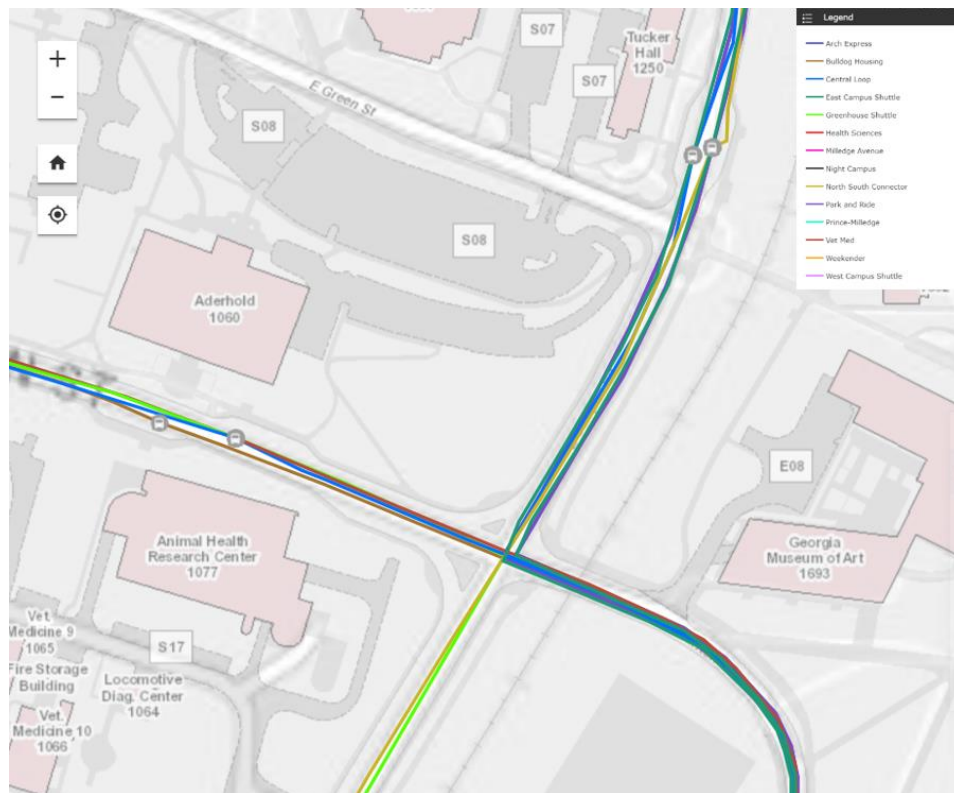 S07
Tucker
Hall
1250
S07
E Green St
S08
S08
Aderhold
1060
E08
Georgia
Museum of Art
1693
Animal Health
Research Center
1077
Vet.
Medicine 9
1065
Fire Storage
Building
S17
Locomotive
Diag. Center
1064
Vet.
Medicine 10
1066
Legend
Arch Express
Bulldog Housing
Central Loop
East Campus Shuttle
Greenhouse Shuttle
Health Sciences
Milledge Avenue
Night Campus
North South Connector
Park and Ride
Prince-Milledge
Vet Med
Weekender
West Campus Shuttle